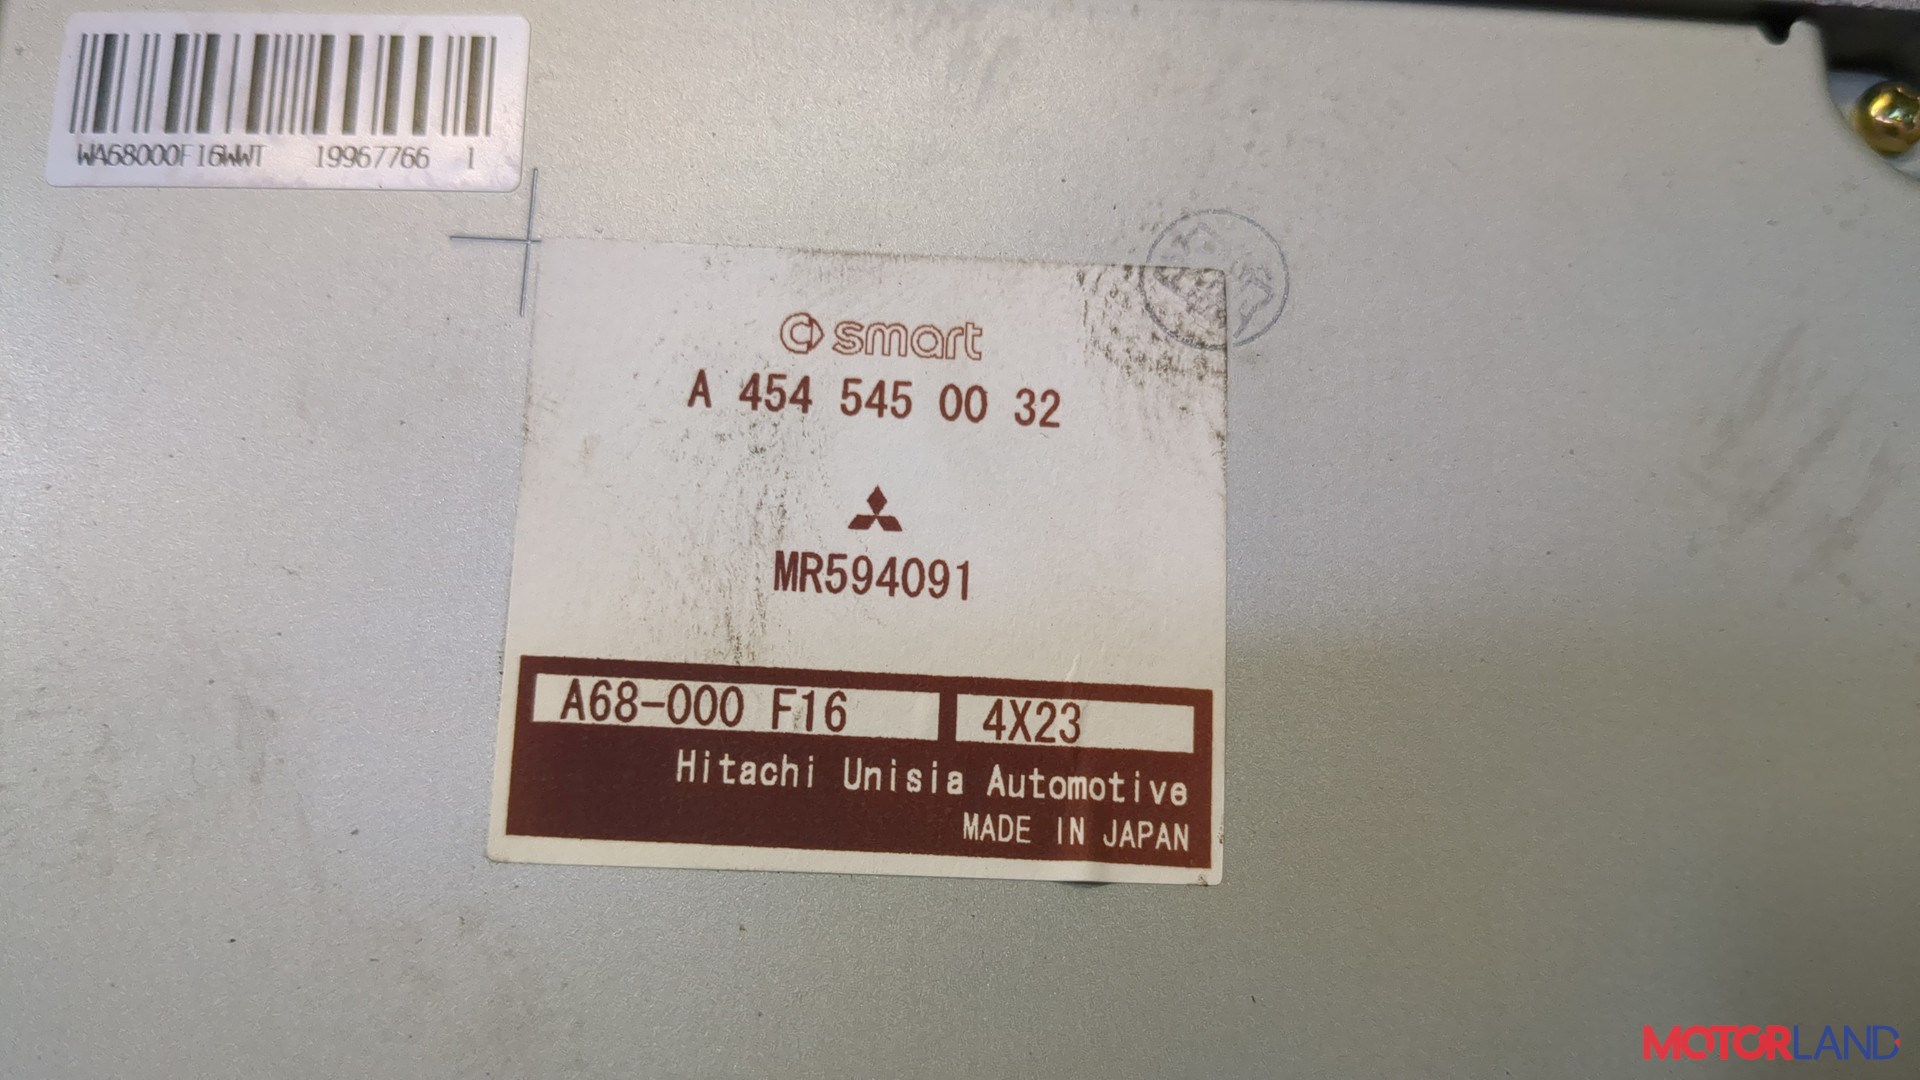 WA68000F16WWT 19967766 1
smart
A 454 545 00 32
MR594091
A68-000 F16 4X23
Hitachi Unisia Automotive
MADE IN JAPAN
MOTORLAND